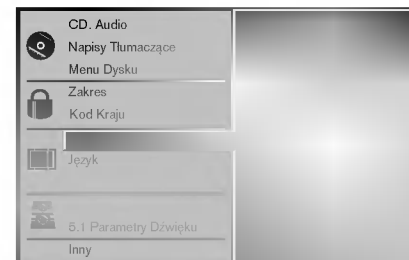 CD. Audio
Napisy Tłumaczące
Menu Dysku
Zakres
Kod Kraju
Język
5.1 Parametry Dźwięku
Inny